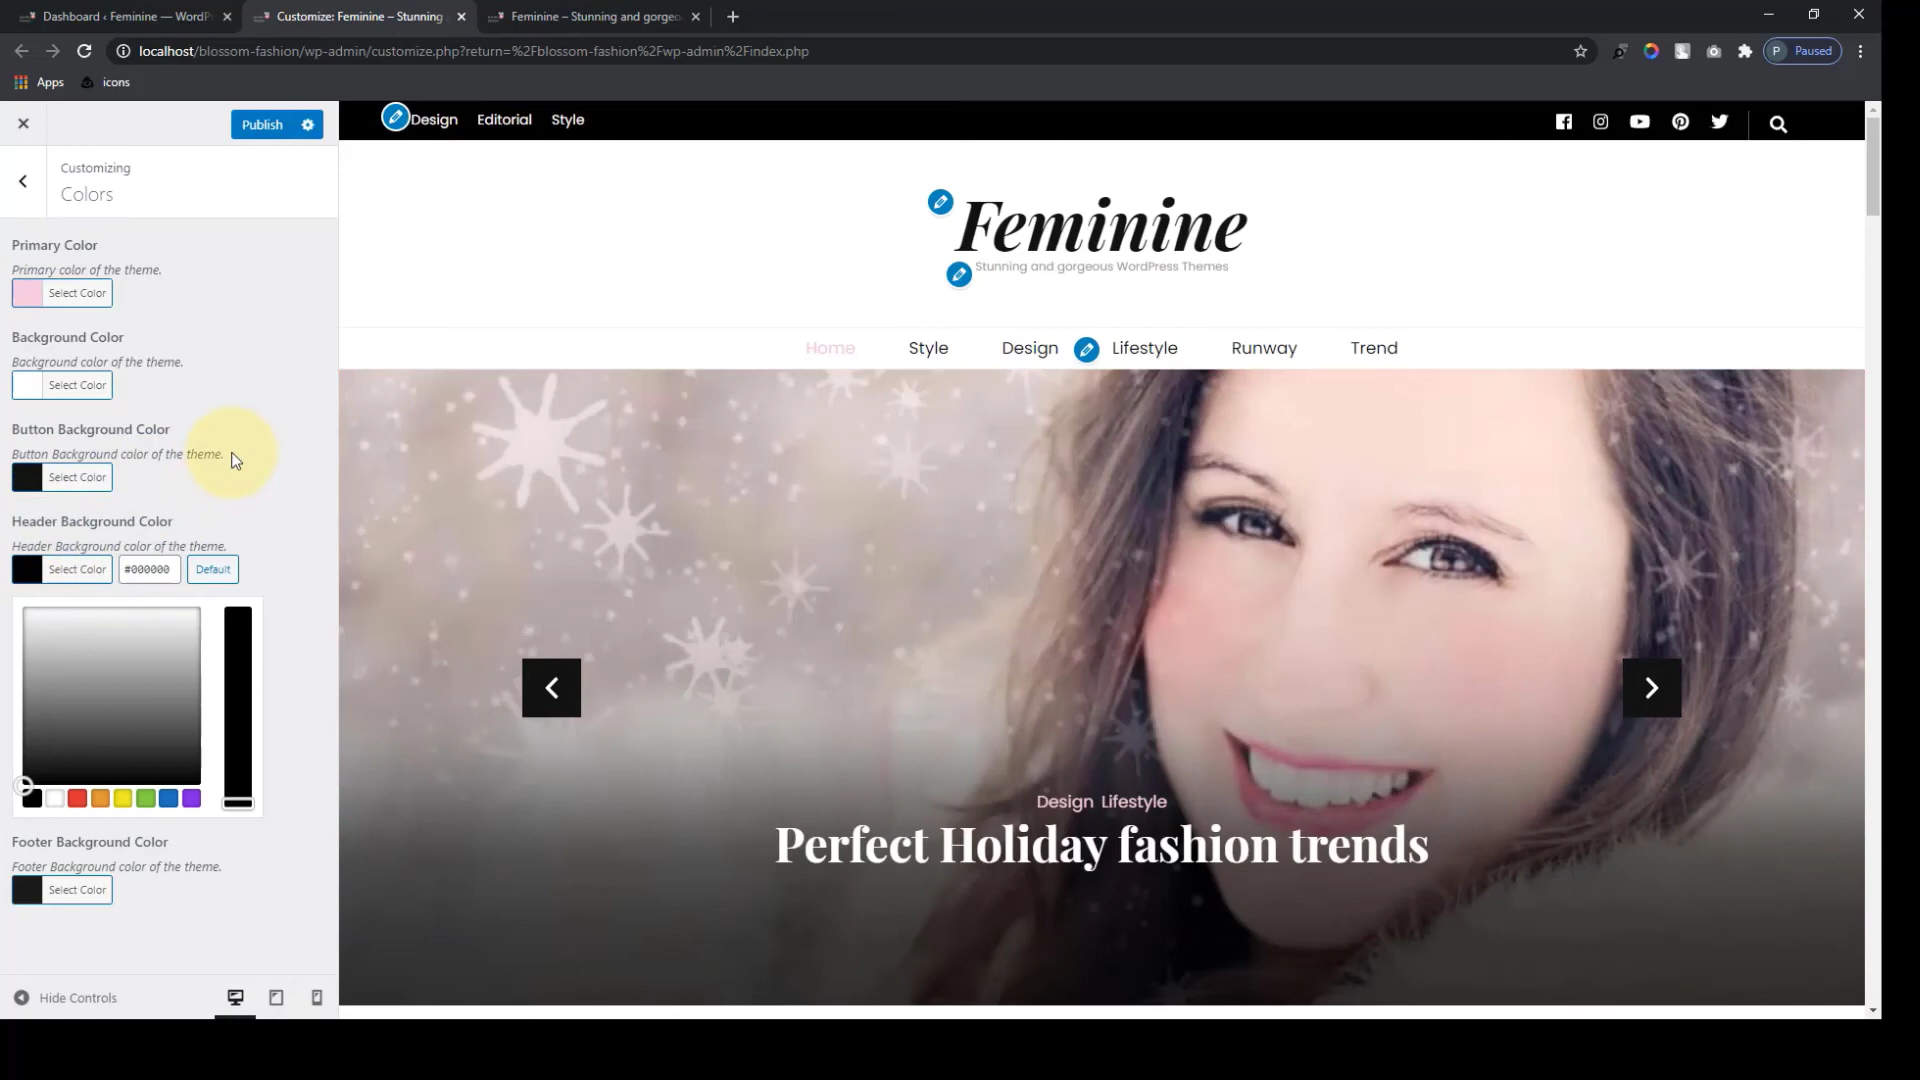 Dashboard ‹ Feminine — WordP
Customize: Feminine – Stunning
Feminine – Stunning and gorgeo
localhost/blossom-fashion/wp-admin/customize.php?return=%2Fblossom-fashion%2Fwp-admin%2Findex.php
P Paused
Apps
icons
Publish
Customizing
Colors
Primary Color
Primary color of the theme.
Select Color
Background Color
Background color of the theme.
Select Color
Button Background Color
Button Background color of the theme.
Select Color
Header Background Color
Header Background color of the theme.
Select Color #000000 Default
Footer Background Color
Footer Background color of the theme.
Select Color
Hide Controls
Design Editorial Style
Feminine
Stunning and gorgeous WordPress Themes
Home Style Design Lifestyle Runway Trend
Design Lifestyle
Perfect Holiday fashion trends